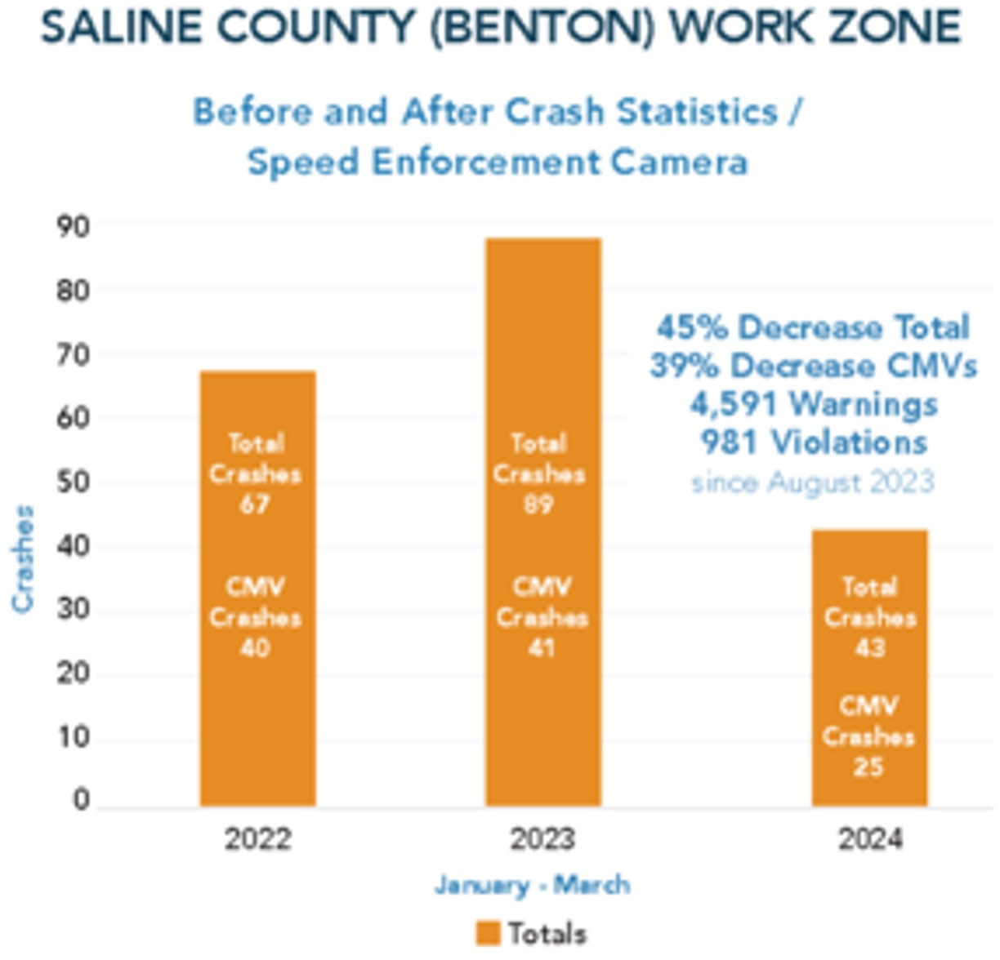 SALINE COUNTY (BENTON) WORK ZONE
Before and After Crash Statistics /
Speed Enforcement Camera
90
80
70
60
50
40
30
20
10
0
Crashes
Total
Crashes
67
CMV
Crashes
40
Total
Crashes
89
CMV
Crashes
41
45% Decrease Total
39% Decrease CMVs
4,591 Warnings
981 Violations
since August 2023
Total
Crashes
43
CMV
Crashes
25
2022
2023
2024
January - March
Totals